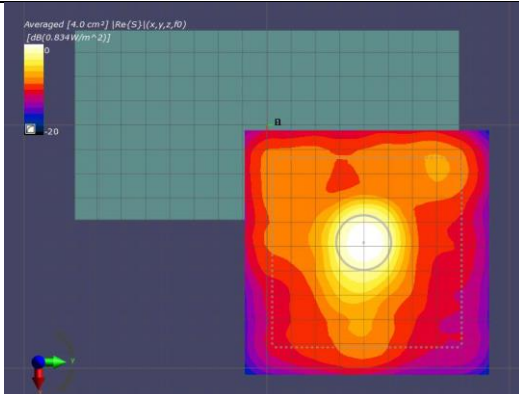 Averaged [4.0 cm²] |Re{S}|(x,y,z,f0)
[dB(0.834W/m^2)]
0
-20
a
Y